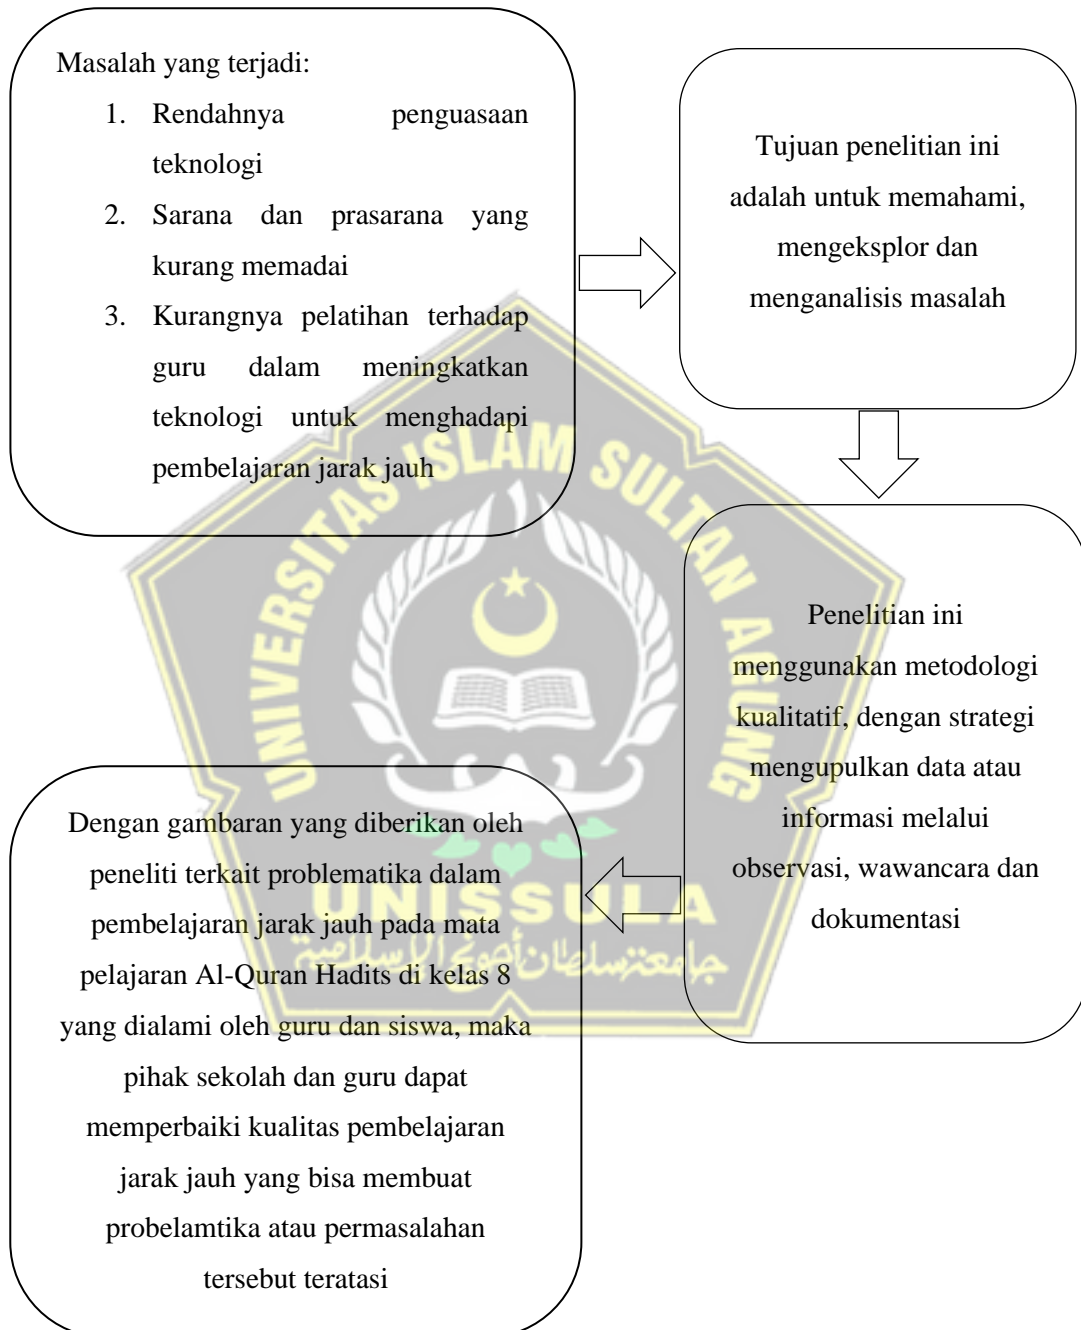 Masalah yang terjadi:
1. Rendahnya penguasaan
teknologi
2. Sarana dan prasarana yang
kurang memadai
3. Kurangnya pelatihan terhadap
guru dalam meningkatkan
teknologi untuk menghadapi
pembelajaran jarak jauh
Tujuan penelitian ini
adalah untuk memahami,
mengeksplor dan
menganalisis masalah
Penelitian ini
menggunakan metodologi
kualitatif, dengan strategi
mengupulkan data atau
informasi melalui
observasi, wawancara dan
dokumentasi
Dengan gambaran yang diberikan oleh
peneliti terkait problematika dalam
pembelajaran jarak jauh pada mata
pelajaran Al-Quran Hadits di kelas 8
yang dialami oleh guru dan siswa, maka
pihak sekolah dan guru dapat
memperbaiki kualitas pembelajaran
jarak jauh yang bisa membuat
probelamtika atau permasalahan
tersebut teratasi
UNIVERSITAS ISLAM SULTAN AGUNG
UNISSULA
جامعتسلطان أجونج الإسلامية